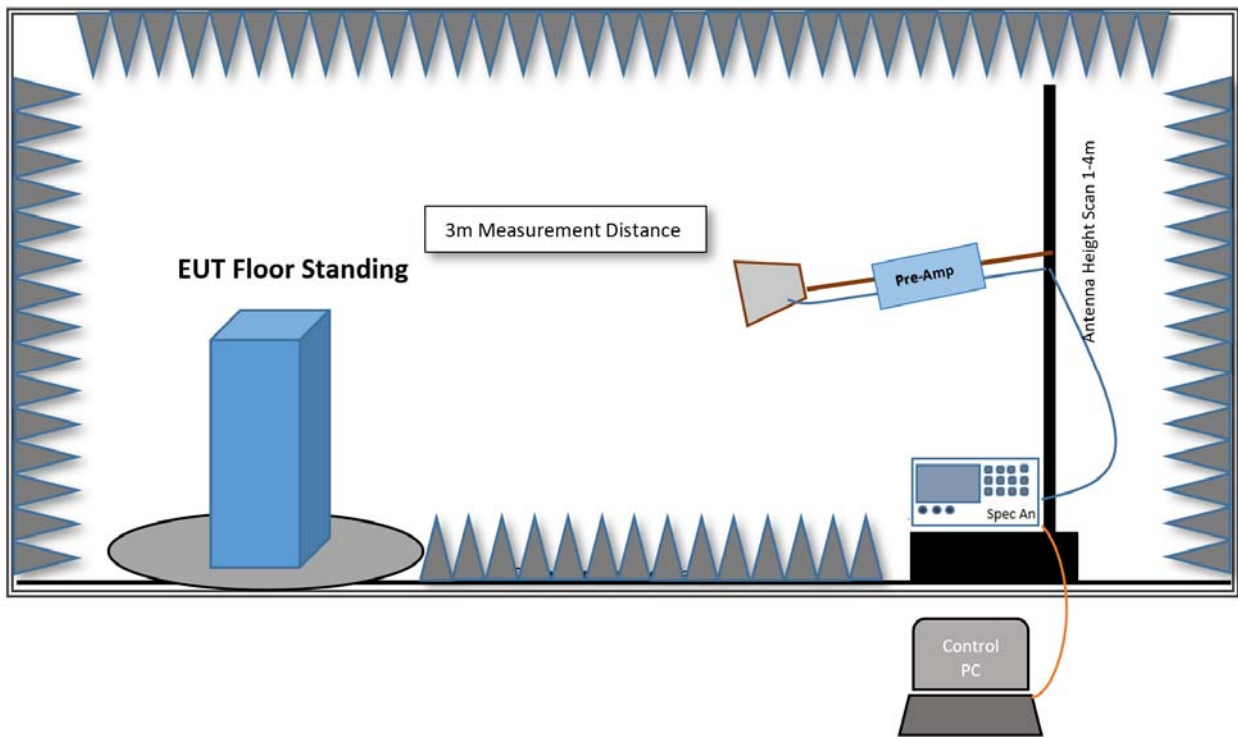 3m Measurement Distance
EUT Floor Standing
Pre-Amp
Antenna Height Scan 1-4m
Spec An
Control
PC